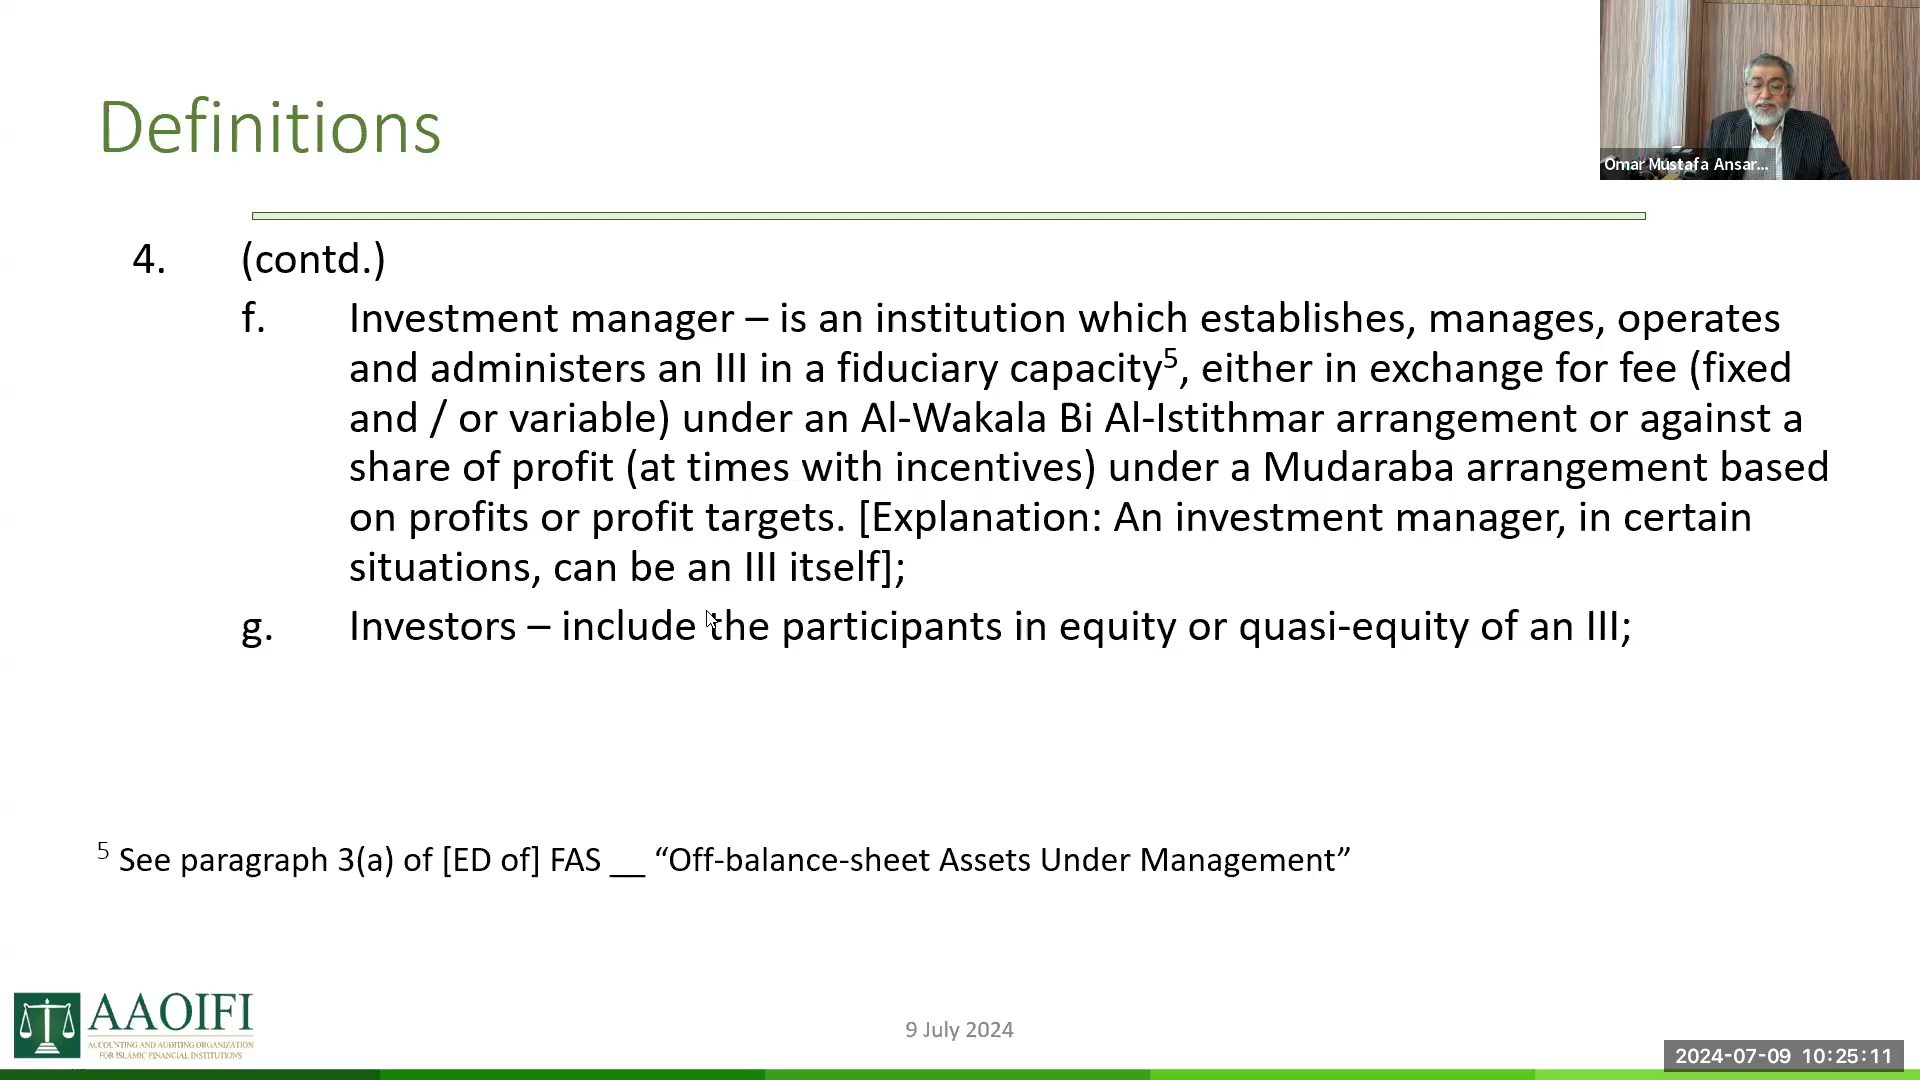 Omar Mustafa Ansar...
Definitions
4. (contd.)
f. Investment manager – is an institution which establishes, manages, operates
and administers an III in a fiduciary capacity5, either in exchange for fee (fixed
and / or variable) under an Al-Wakala Bi Al-Istithmar arrangement or against a
share of profit (at times with incentives) under a Mudaraba arrangement based
on profits or profit targets. [Explanation: An investment manager, in certain
situations, can be an III itself];
g. Investors – include the participants in equity or quasi-equity of an III;
5 See paragraph 3(a) of [ED of] FAS __ “Off-balance-sheet Assets Under Management”
AAOIFI
ACCOUNTING AND AUDITING ORGANIZATION
FOR ISLAMIC FINANCIAL INSTITUTIONS
9 July 2024
2024-07-09 10:25:11